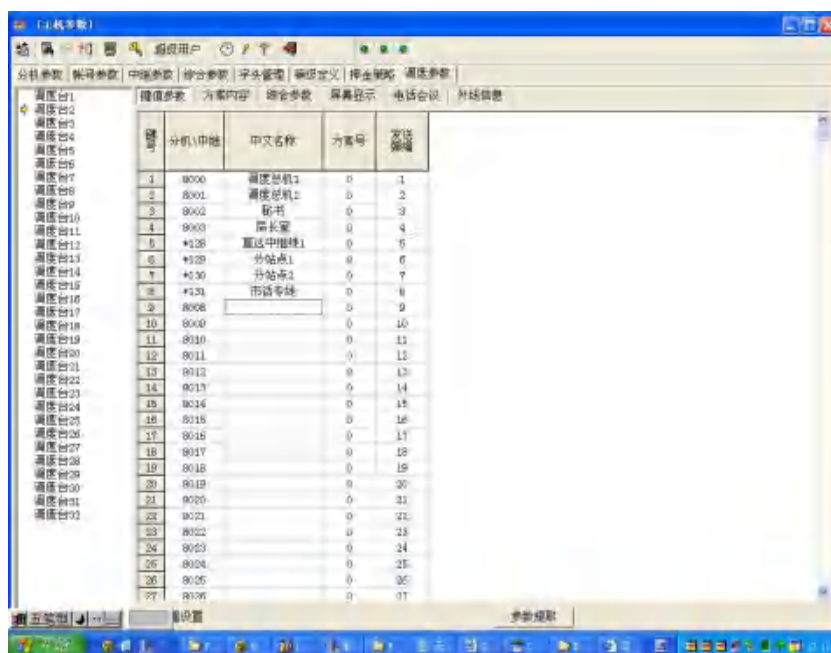 [主机参数]
超级用户
分机参数 帐号参数 中继参数 综合参数 字头管理 等级定义 呼叫策略 调度参数
键值参数 方案内容 综合参数 屏幕显示 电话会议 外线信息
调度台1
调度台2
调度台3
调度台4
调度台5
调度台6
调度台7
调度台8
调度台9
调度台10
调度台11
调度台12
调度台13
调度台14
调度台15
调度台16
调度台17
调度台18
调度台19
调度台20
调度台21
调度台22
调度台23
调度台24
调度台25
调度台26
调度台27
调度台28
调度台29
调度台30
调度台31
调度台32
键号 分机\中继 中文名称 方案号 发送
1 8000 调度总机1 0 1
2 8001 调度总机2 0 2
3 8002 秘书 0 3
4 8003 局长室 0 4
5 *128 直达中继线1 0 5
6 *129 分站点1 0 6
7 *130 分站点2 0 7
8 *131 市话专线 0 8
9 8008 0 9
10 8009 0 10
11 8010 0 11
12 8011 0 12
13 8012 0 13
14 8013 0 14
15 8014 0 15
16 8015 0 16
17 8016 0 17
18 8017 0 18
19 8018 0 19
20 8019 0 20
21 8020 0 21
22 8021 0 22
23 8022 0 23
24 8023 0 24
25 8024 0 25
26 8025 0 26
27 8026 0 27
五笔型 设置 参数提取